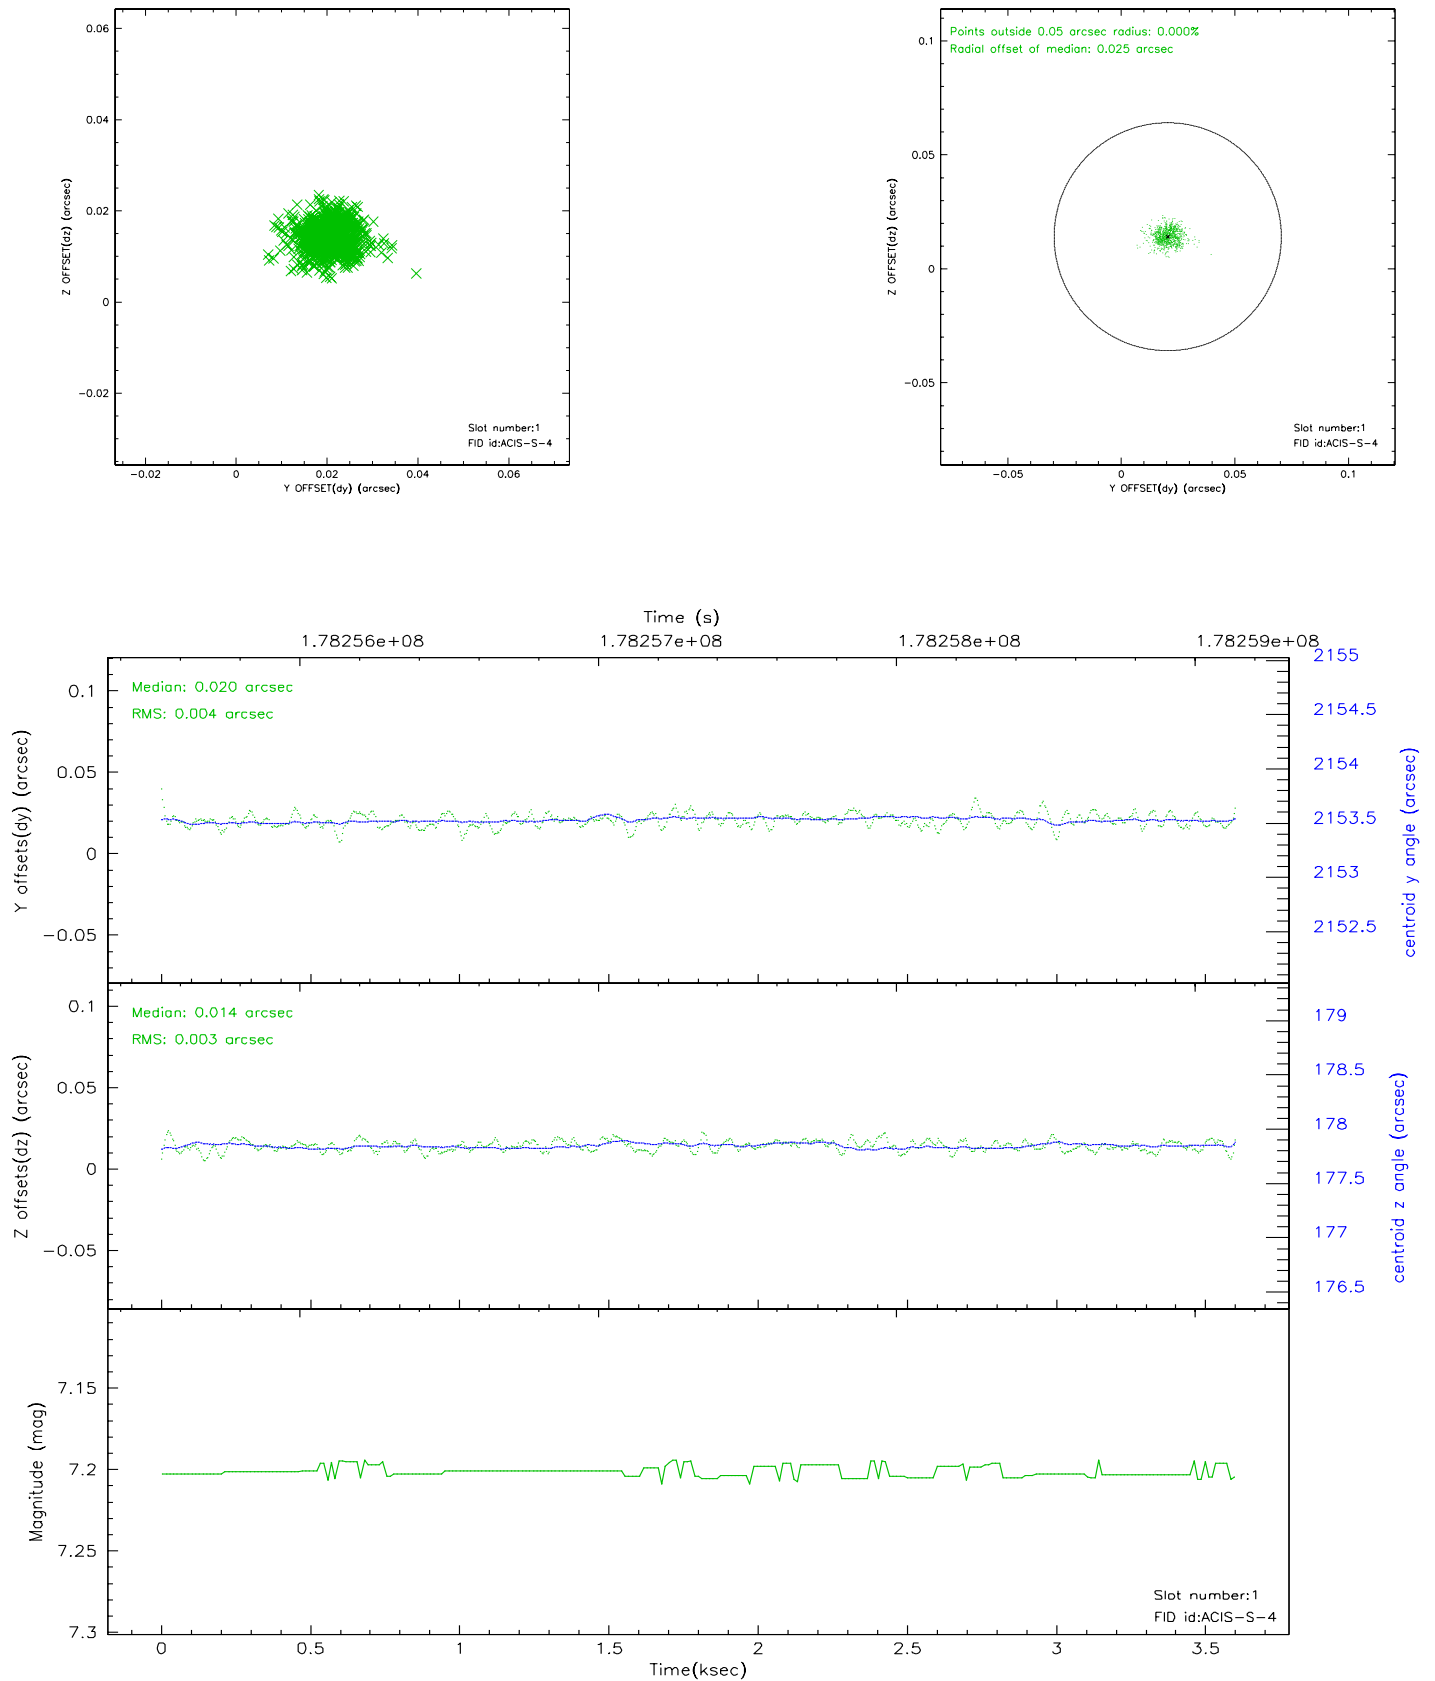 0.06
0.04
0.02
0
−0.02
−0.02
0
0.02
0.04
0.06
Z OFFSET(dz) (arcsec)
Y OFFSET(dy) (arcsec)
Slot number:1
FID id:ACIS−S−4
Points outside 0.05 arcsec radius: 0.000%
Radial offset of median: 0.025 arcsec
0.1
0.05
0
−0.05
−0.05
0
0.05
0.1
Z OFFSET(dz) (arcsec)
Y OFFSET(dy) (arcsec)
Slot number:1
FID id:ACIS−S−4
Time (s)
1.78256e+08
1.78257e+08
1.78258e+08
1.78259e+08
Median: 0.020 arcsec
RMS: 0.004 arcsec
0.1
0.05
0
−0.05
Y offsets(dy) (arcsec)
2155
2154.5
2154
2153.5
2153
2152.5
centroid y angle (arcsec)
Median: 0.014 arcsec
RMS: 0.003 arcsec
0.1
0.05
0
−0.05
Z offsets(dz) (arcsec)
179
178.5
178
177.5
177
176.5
centroid z angle (arcsec)
7.15
7.2
7.25
7.3
Magnitude (mag)
Slot number:1
FID id:ACIS−S−4
0
0.5
1
1.5
2
2.5
3
3.5
Time(ksec)